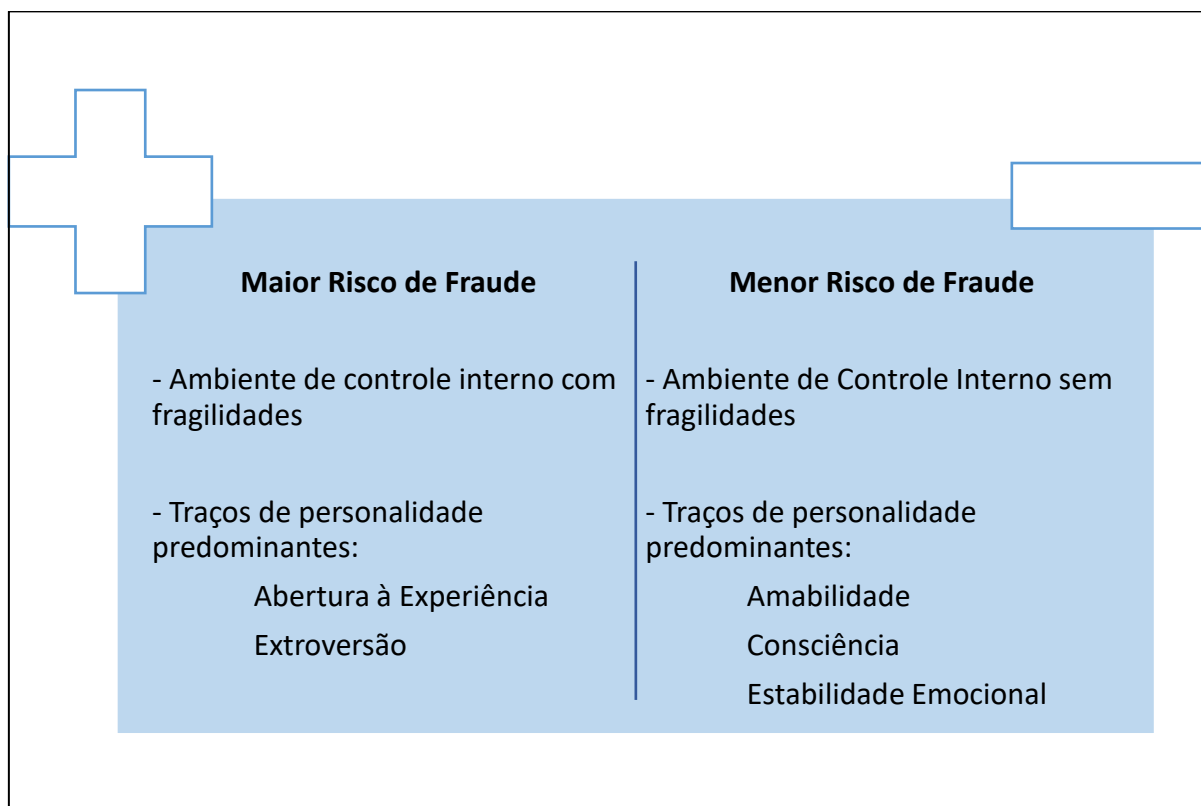 Maior Risco de Fraude
- Ambiente de controle interno com
fragilidades
- Traços de personalidade
predominantes:
Abertura à Experiência
Extroversão
Menor Risco de Fraude
- Ambiente de Controle Interno sem
fragilidades
- Traços de personalidade
predominantes:
Amabilidade
Consciência
Estabilidade Emocional